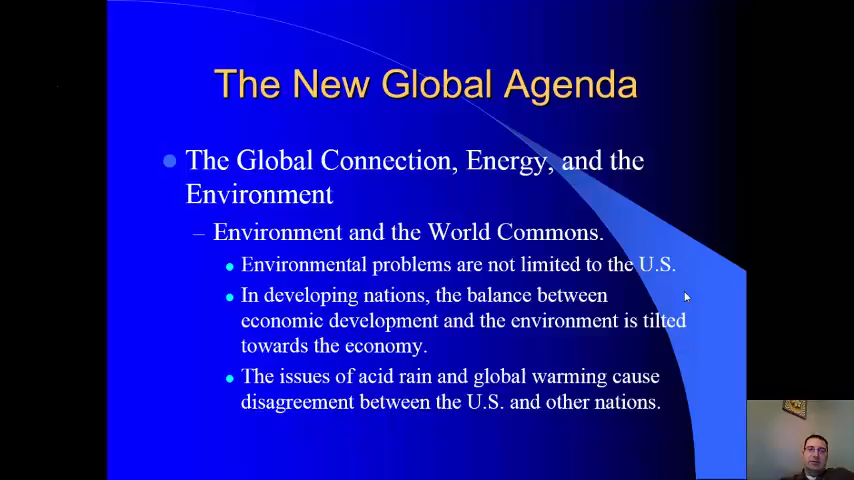 The New Global Agenda
The Global Connection, Energy, and the
Environment
– Environment and the World Commons.
Environmental problems are not limited to the U.S.
In developing nations, the balance between
economic development and the environment is tilted
towards the economy.
The issues of acid rain and global warming cause
disagreement between the U.S. and other nations.